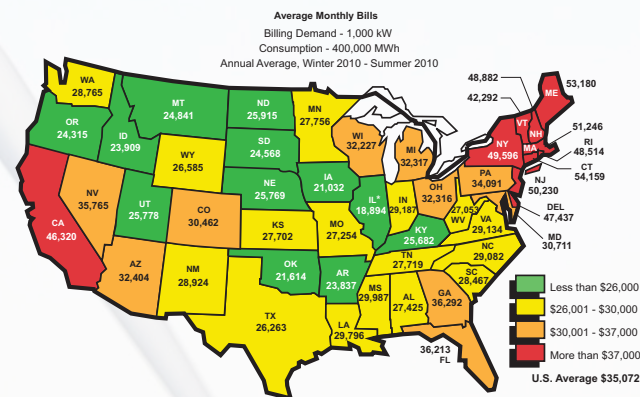 Average Monthly Bills
Billing Demand - 1,000 kW
Consumption - 400,000 MWh
Annual Average, Winter 2010 - Summer 2010
WA
28,765
OR
24,315
ID
23,909
MT
24,841
ND
25,915
MN
27,756
SD
24,568
WY
26,585
NE
25,769
IA
21,032
WI
32,227
MI
32,317
NV
35,765
UT
25,778
CO
30,462
CA
46,320
KS
27,702
MO
27,254
IL*
18,894
IN
29,187
OH
32,316
PA
34,091
NY
49,596
VT
NH
MA
ME
48,882
42,292
53,180
51,246
RI
48,514
CT
54,159
NJ
50,230
DEL
47,437
MD
30,711
27,053
WV
VA
29,134
KY
25,682
NC
29,082
TN
27,719
SC
28,467
AZ
32,404
NM
28,924
OK
21,614
AR
23,837
TX
26,263
LA
29,796
MS
29,987
AL
27,425
GA
36,292
36,213
FL
Less than $26,000
$26,001 - $30,000
$30,001 - $37,000
More than $37,000
U.S. Average $35,072